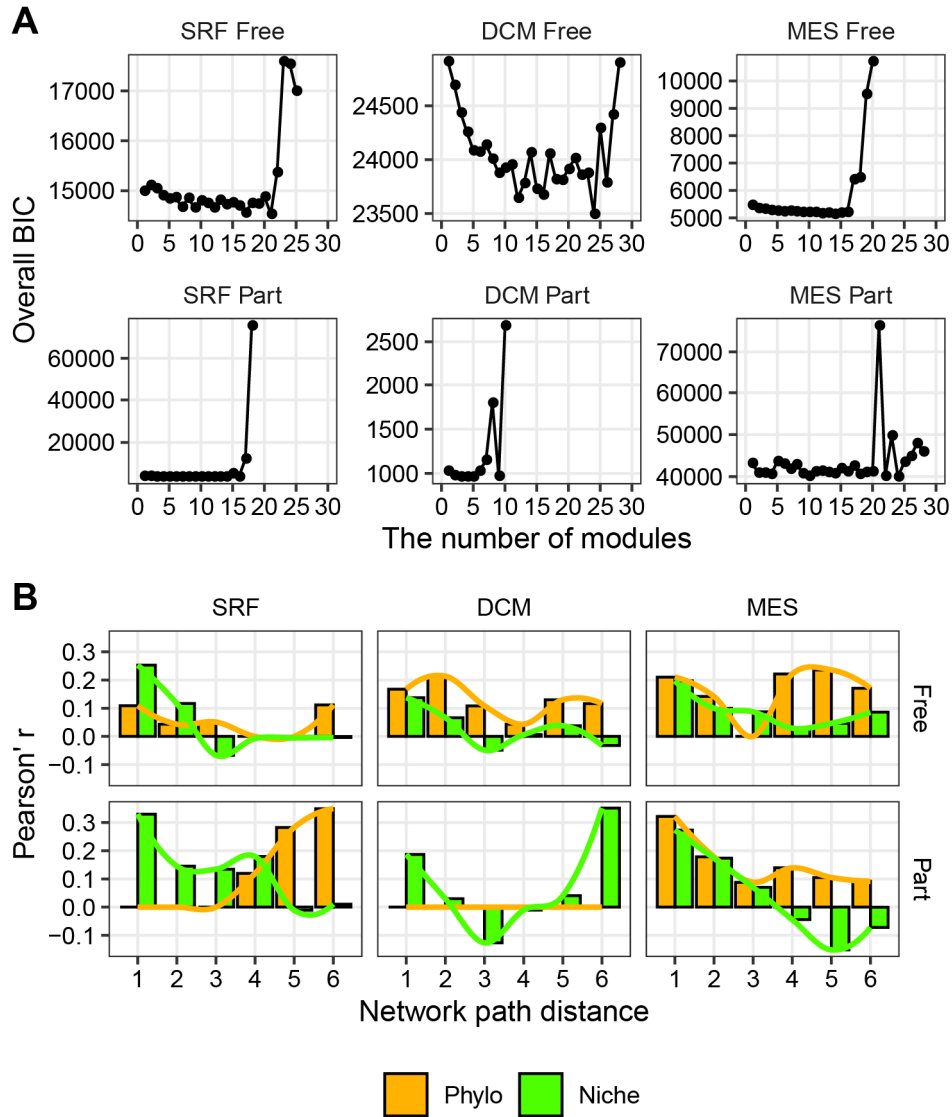 A
SRF Free
DCM Free
MES Free
17000
16000
15000
0 5 10 15 20 25 30
24500
24000
23500
0 5 10 15 20 25 30
10000
9000
8000
7000
6000
5000
0 5 10 15 20 25 30
Overall BIC
SRF Part
DCM Part
MES Part
60000
40000
20000
0 5 10 15 20 25 30
2500
2000
1500
1000
0 5 10 15 20 25 30
70000
60000
50000
40000
0 5 10 15 20 25 30
The number of modules
B
SRF
DCM
MES
0.3
0.2
0.1
0.0
−0.1
Free
Pearson' r
0.3
0.2
0.1
0.0
−0.1
Part
1 2 3 4 5 6
1 2 3 4 5 6
1 2 3 4 5 6
Network path distance
Phylo
Niche